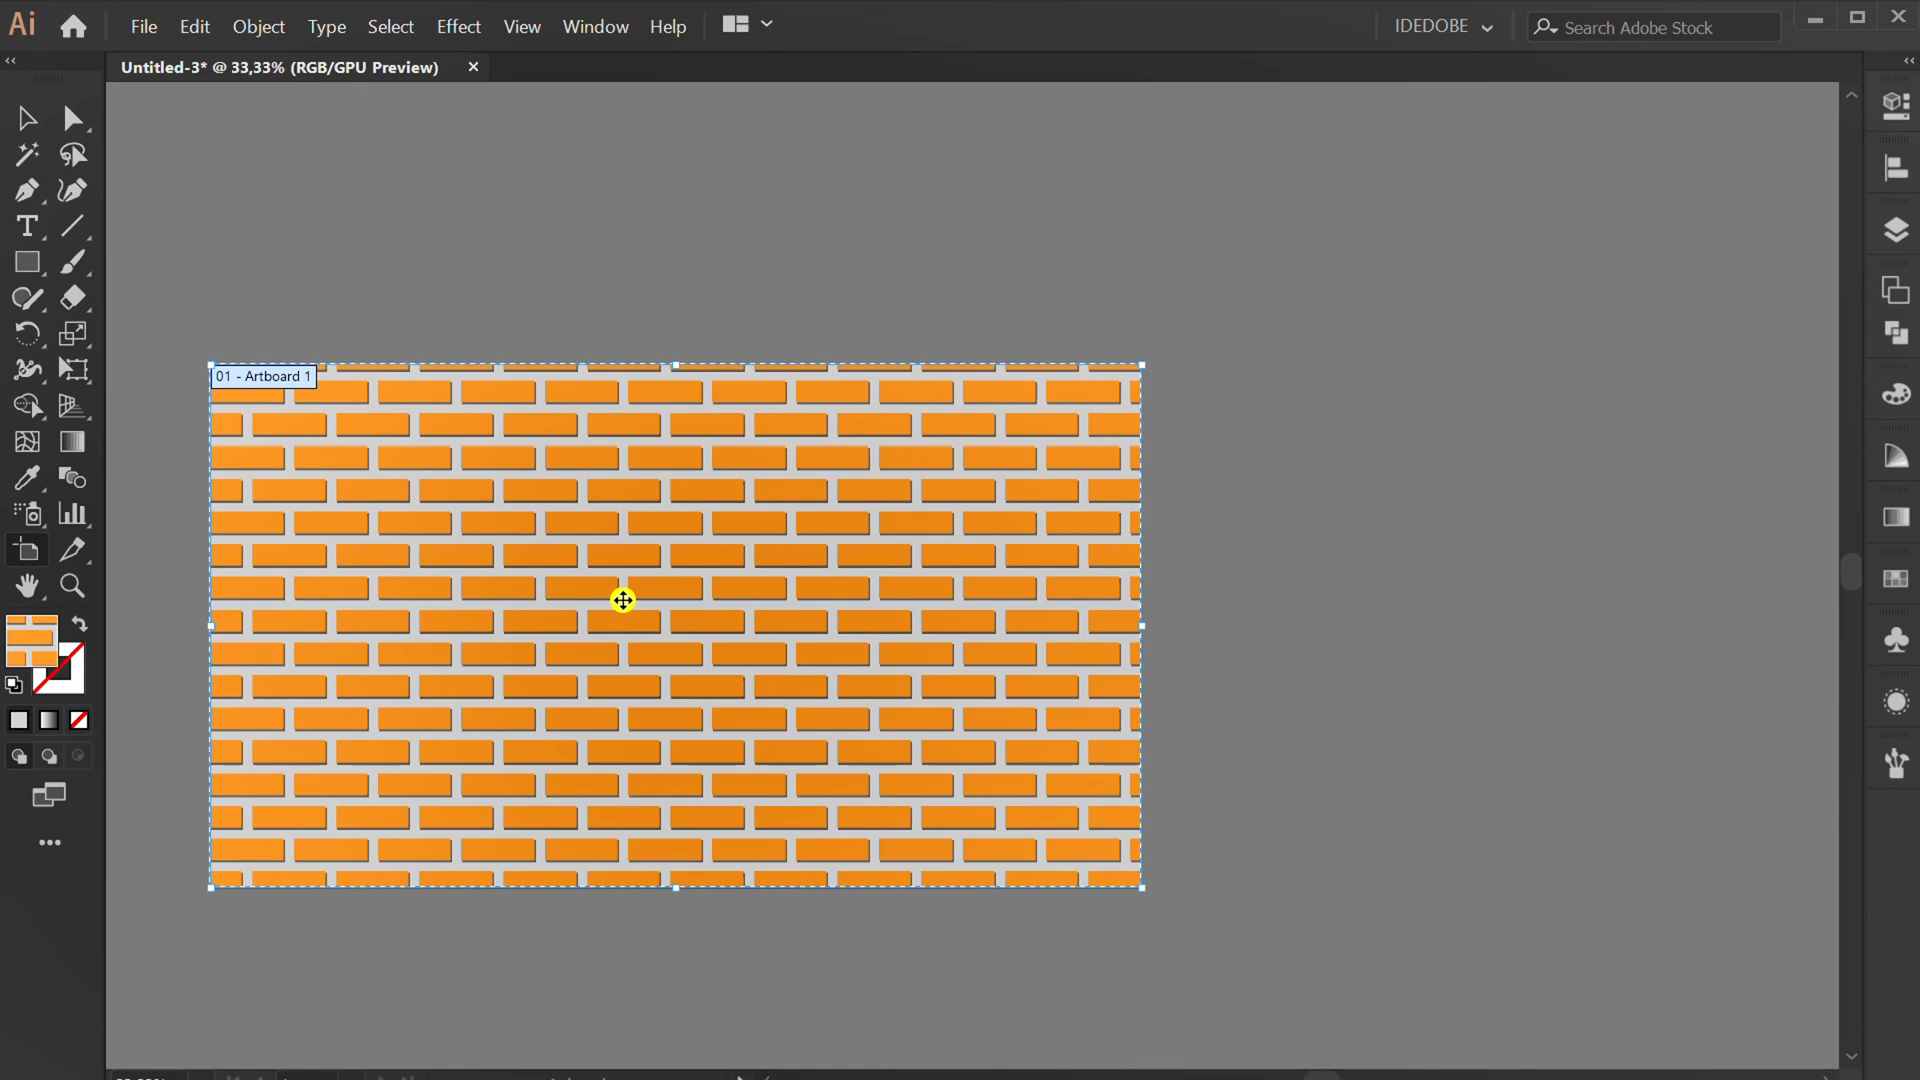 Ai File Edit Object Type Select Effect View Window Help IDEDOBE Search Adobe Stock
Untitled-3* @ 33,33% (RGB/GPU Preview)
01 - Artboard 1